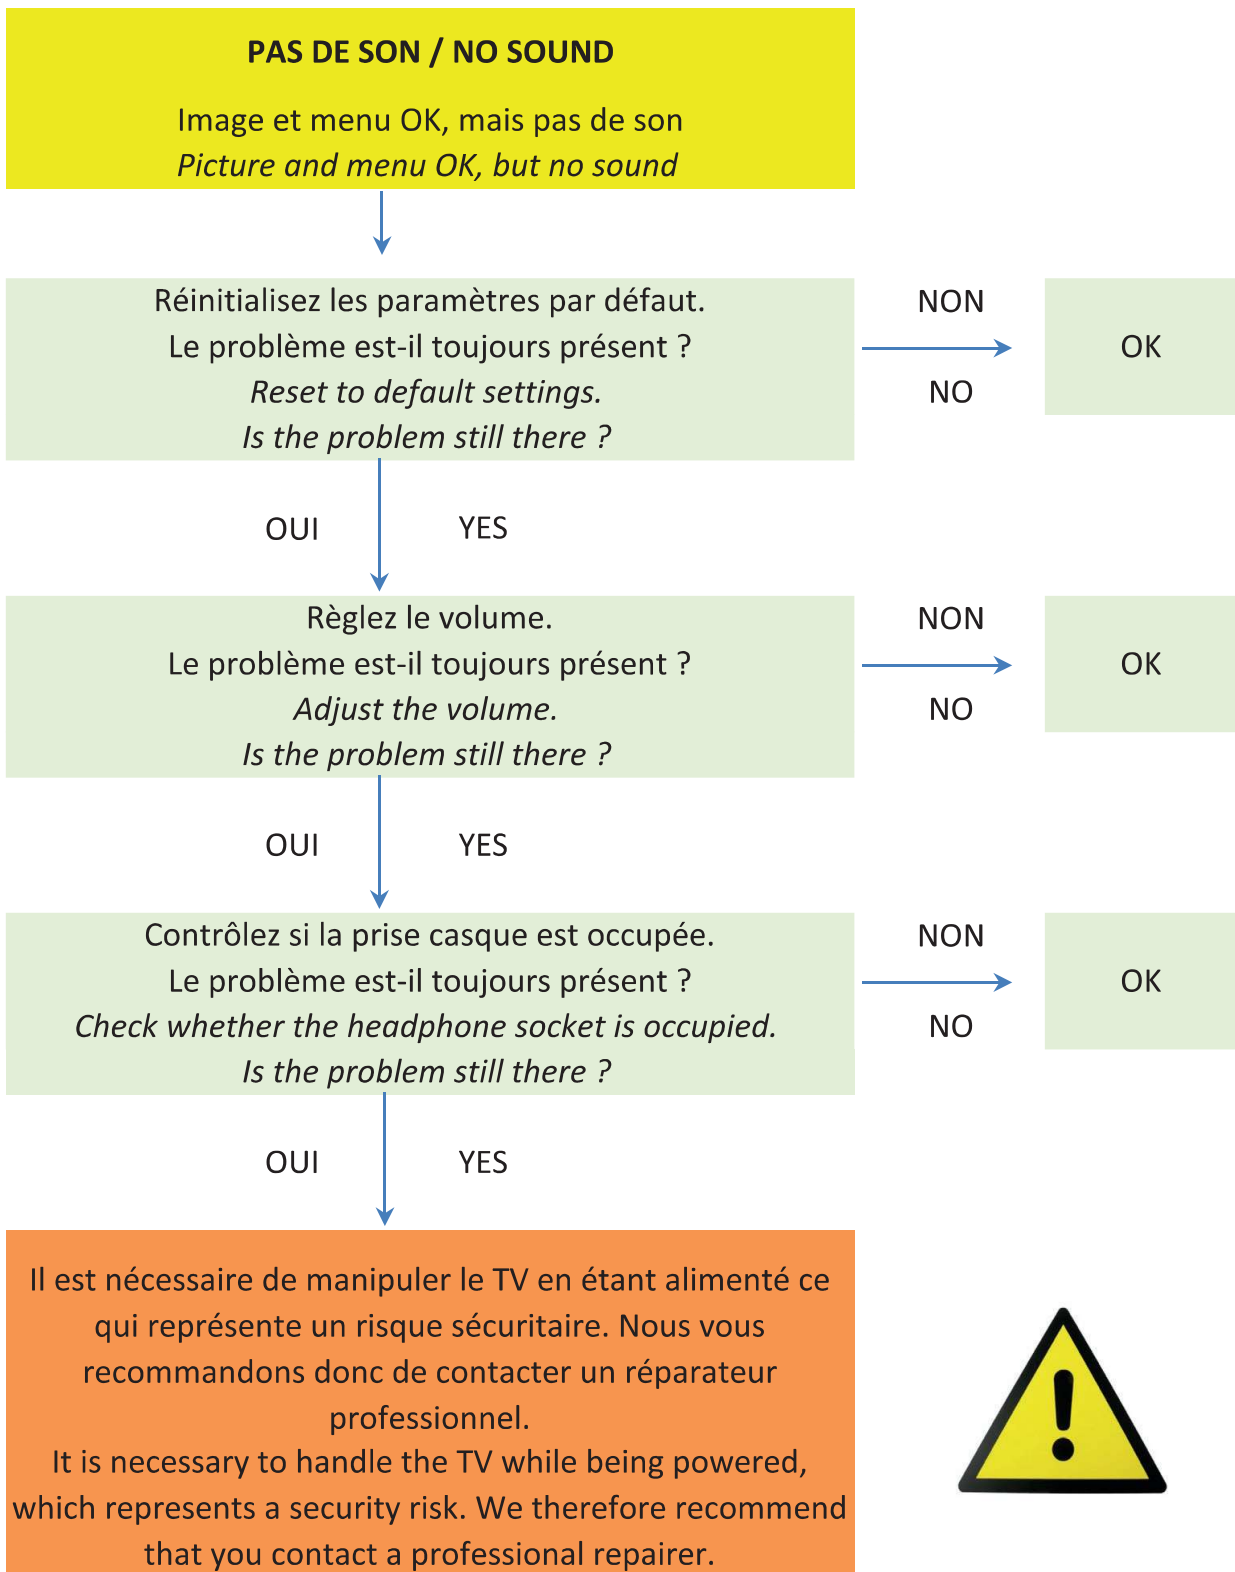 PAS DE SON / NO SOUND
Image et menu OK, mais pas de son
Picture and menu OK, but no sound
Réinitialisez les paramètres par défaut.
Le problème est-il toujours présent ?
Reset to default settings.
Is the problem still there ?
NON
NO
OK
OUI YES
Règlez le volume.
Le problème est-il toujours présent ?
Adjust the volume.
Is the problem still there ?
NON
NO
OK
OUI YES
Contrôlez si la prise casque est occupée.
Le problème est-il toujours présent ?
Check whether the headphone socket is occupied.
Is the problem still there ?
NON
NO
OK
OUI YES
Il est nécessaire de manipuler le TV en étant alimenté ce
qui représente un risque sécuritaire. Nous vous
recommandons donc de contacter un réparateur
professionnel.
It is necessary to handle the TV while being powered,
which represents a security risk. We therefore recommend
that you contact a professional repairer.